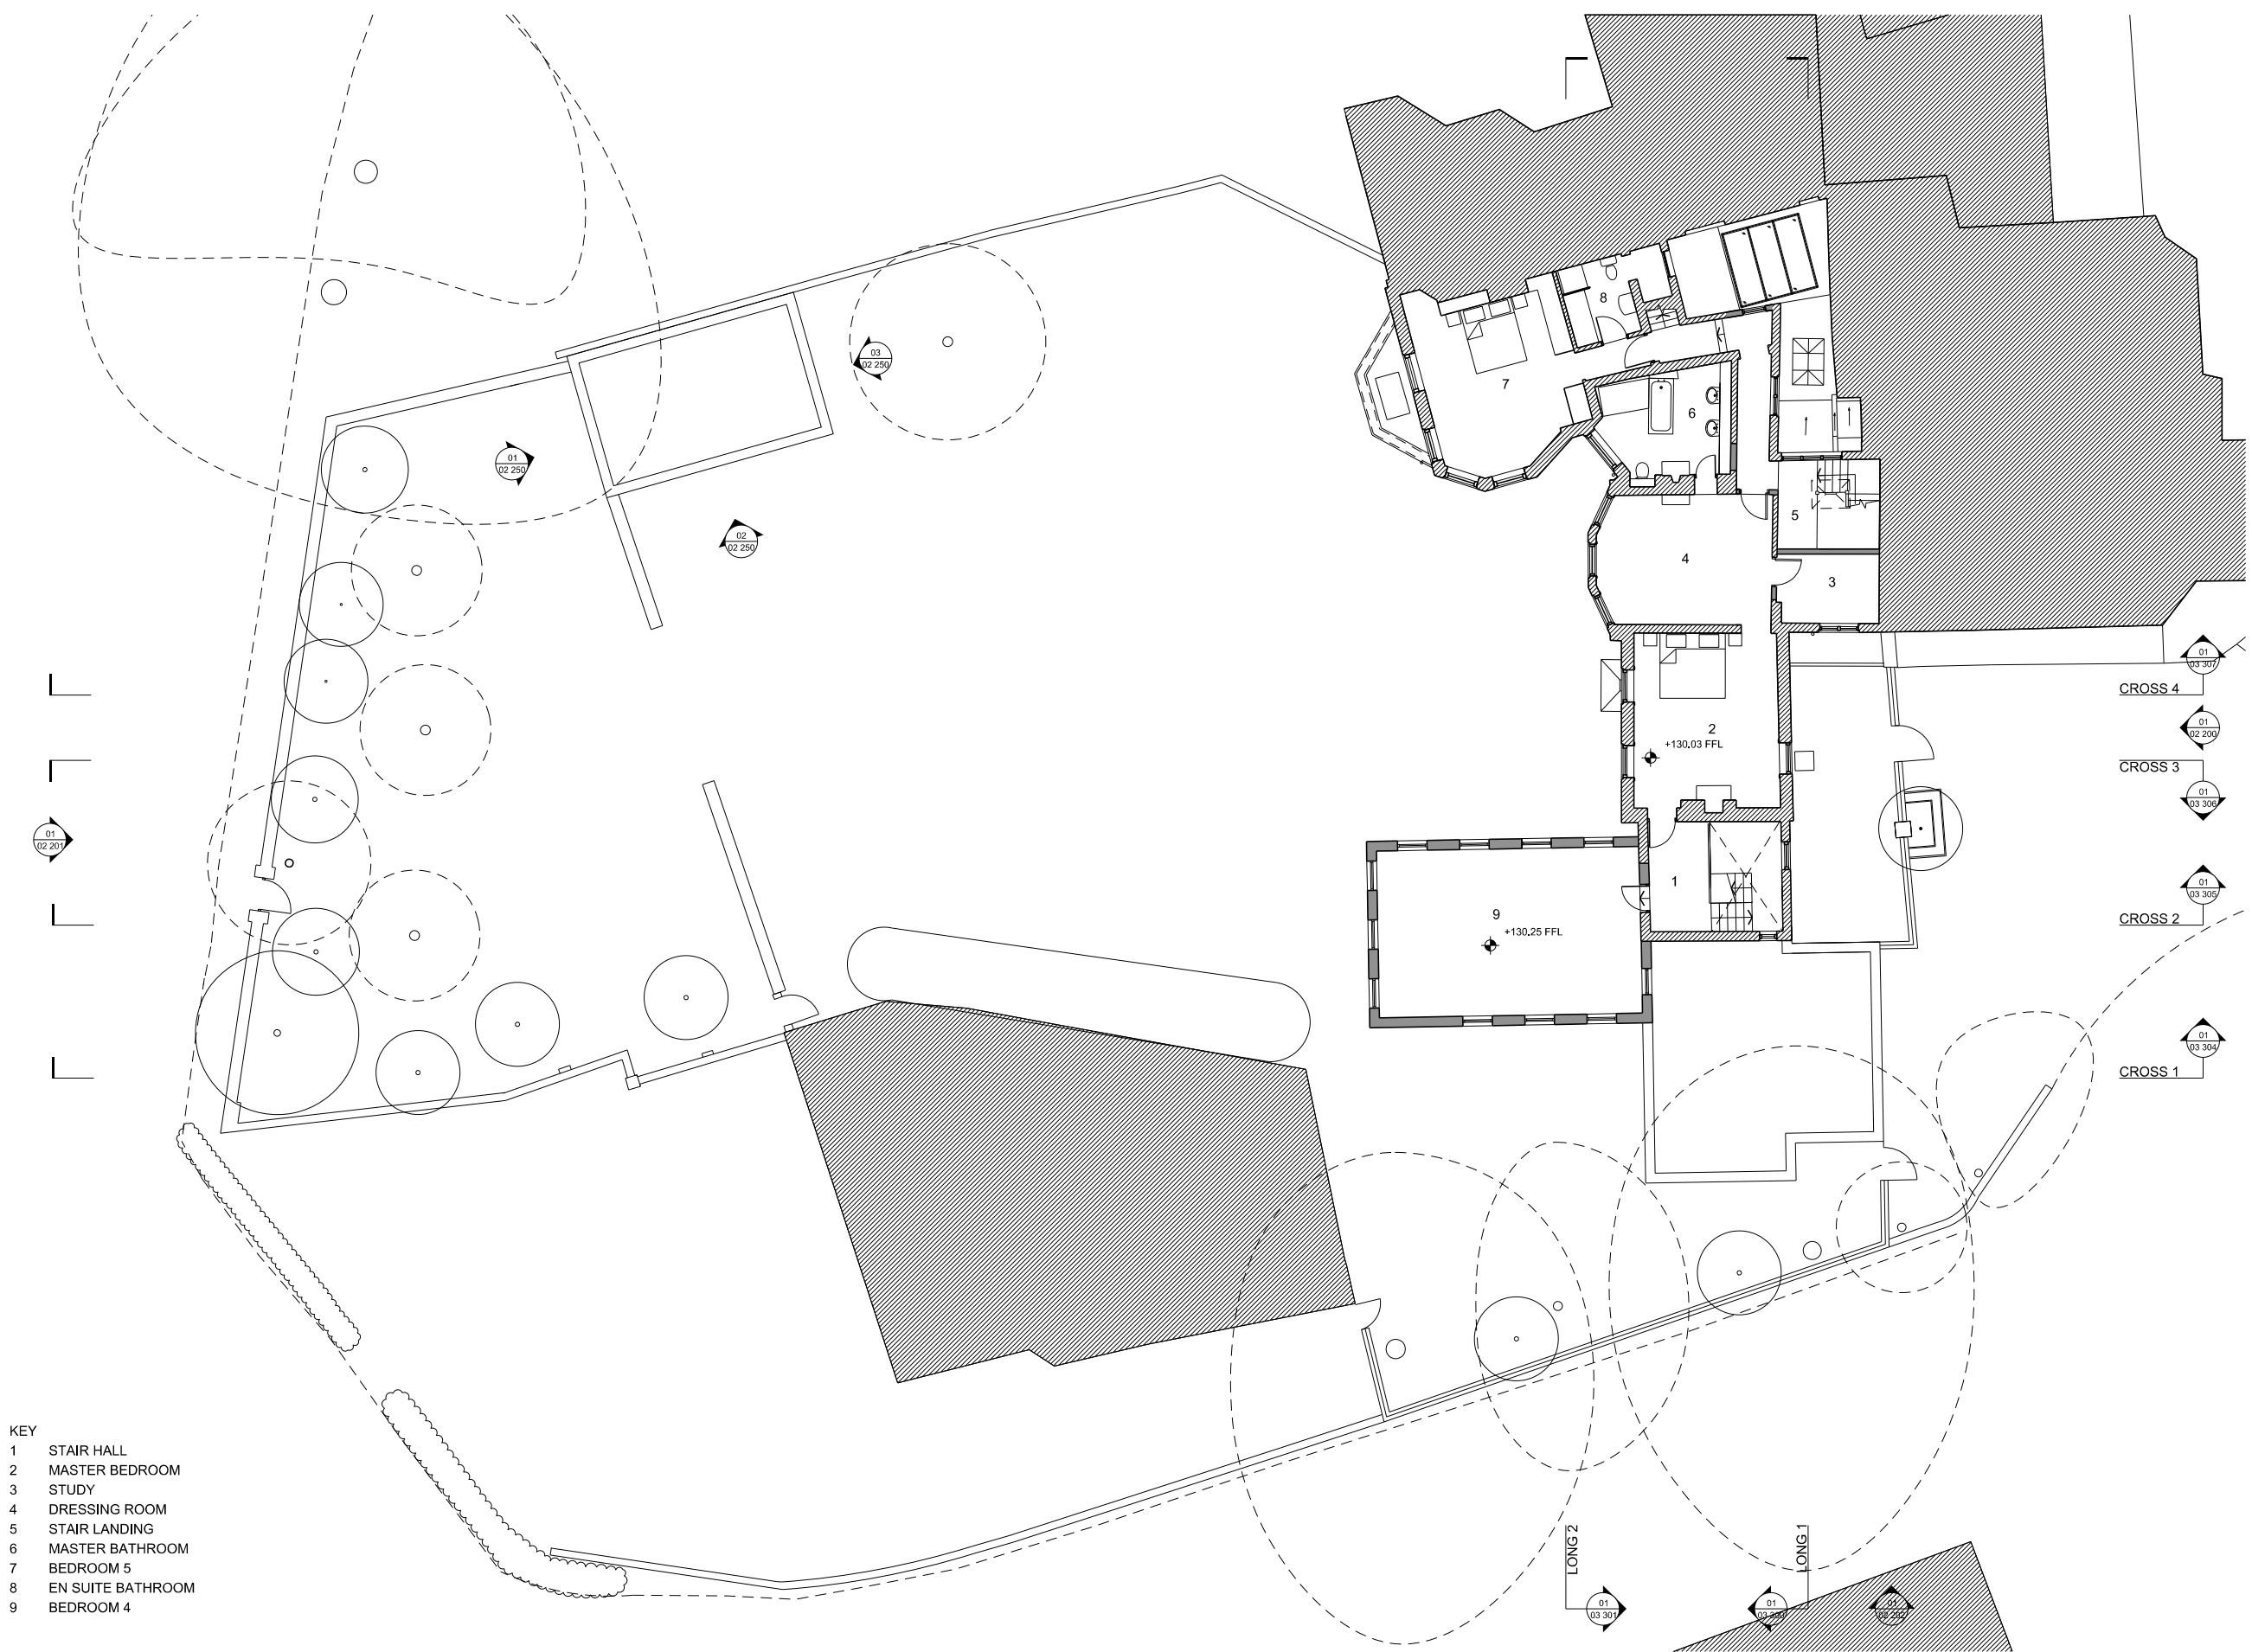 03
02 250
8
7
6
01
02 250
5
02
02 250
4
3
01
03 307
CROSS 4
2
+130.03 FFL
01
02 200
CROSS 3
01
03 306
01
02 201
1
01
03 305
9
CROSS 2
+130.25 FFL
01
03 304
CROSS 1
KEY
1 STAIR HALL
2 MASTER BEDROOM
3 STUDY
4 DRESSING ROOM
5 STAIR LANDING
6 MASTER BATHROOM
7 BEDROOM 5
8 EN SUITE BATHROOM
9 BEDROOM 4
LONG 2
LONG 1
01
03 301
01
03 300
01
02 202